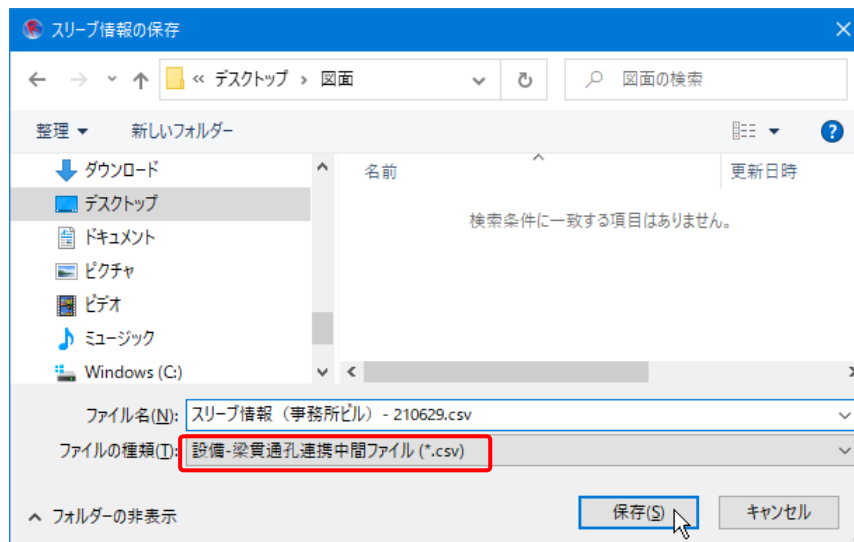 スリーブ情報の保存
« デスクトップ › 図面
図面の検索
整理 新しいフォルダー
ダウンロード
デスクトップ
ドキュメント
ピクチャ
ビデオ
ミュージック
Windows (C:)
名前 更新日時
検索条件に一致する項目はありません。
ファイル名(N): スリーブ情報（事務所ビル）- 210629.csv
ファイルの種類(T): 設備-梁貫通孔連携中間ファイル (*.csv)
フォルダーの非表示
保存(S) キャンセル